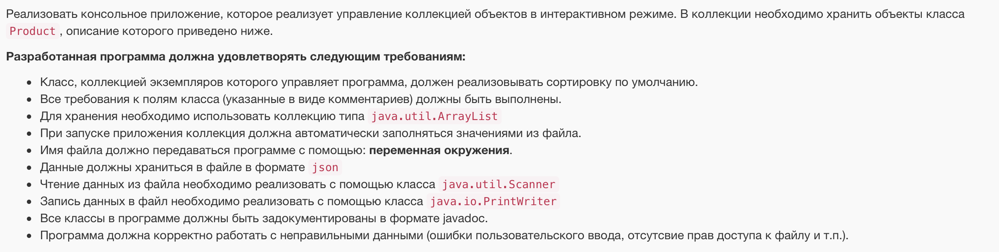 Реализовать консольное приложение, которое реализует управление коллекцией объектов в интерактивном режиме. В коллекции необходимо хранить объекты класса
Product, описание которого приведено ниже.
Разработанная программа должна удовлетворять следующим требованиям:
• Класс, коллекцией экземпляров которого управляет программа, должен реализовывать сортировку по умолчанию.
• Все требования к полям класса (указанные в виде комментариев) должны быть выполнены.
• Для хранения необходимо использовать коллекцию типа java.util.ArrayList
• При запуске приложения коллекция должна автоматически заполняться значениями из файла.
• Имя файла должно передаваться программе с помощью: переменная окружения.
• Данные должны храниться в файле в формате json
• Чтение данных из файла необходимо реализовать с помощью класса java.util.Scanner
• Запись данных в файл необходимо реализовать с помощью класса java.io.PrintWriter
• Все классы в программе должны быть задокументированы в формате javadoc.
• Программа должна корректно работать с неправильными данными (ошибки пользовательского ввода, отсутсвие прав доступа к файлу и т.п.).